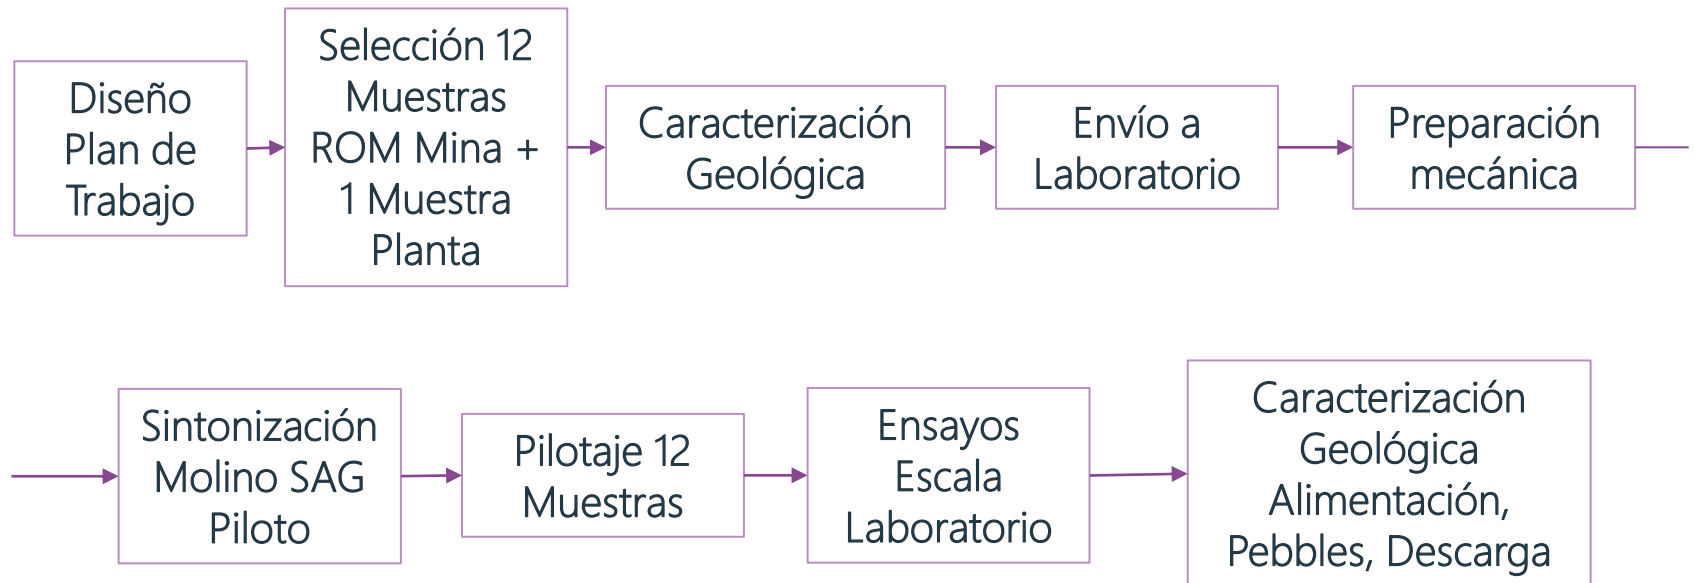 Diseño
Plan de
Trabajo
Selección 12
Muestras
ROM Mina +
1 Muestra
Planta
Caracterización
Geológica
Envío a
Laboratorio
Preparación
mecánica
Sintonización
Molino SAG
Piloto
Pilotaje 12
Muestras
Ensayos
Escala
Laboratorio
Caracterización
Geológica
Alimentación,
Pebbles, Descarga